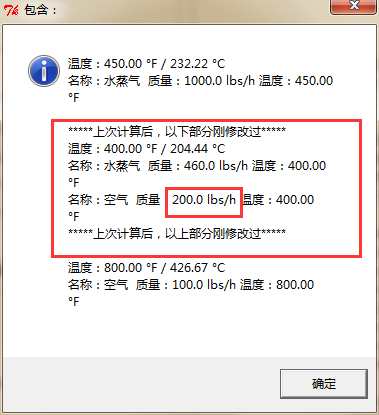 包含：
温度：450.00 °F / 232.22 °C
名称：水蒸气 质量：1000.0 lbs/h 温度：450.00
°F
*****上次计算后，以下部分刚修改过*****
温度：400.00 °F / 204.44 °C
名称：水蒸气 质量：460.0 lbs/h 温度：400.00
°F
名称：空气 质量 200.0 lbs/h 温度：400.00
°F
*****上次计算后，以上部分刚修改过*****
温度：800.00 °F / 426.67 °C
名称：空气 质量：100.0 lbs/h 温度：800.00
°F
确定